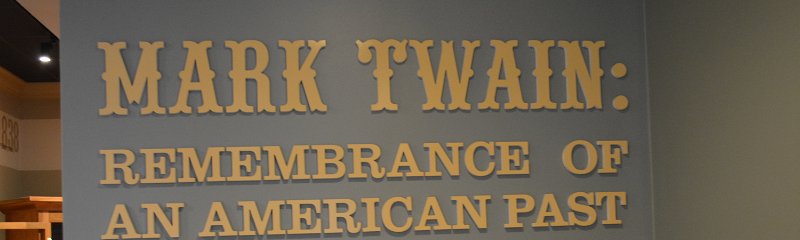 MARK TWAIN:
REMEMBRANCE OF
AN AMERICAN PAST